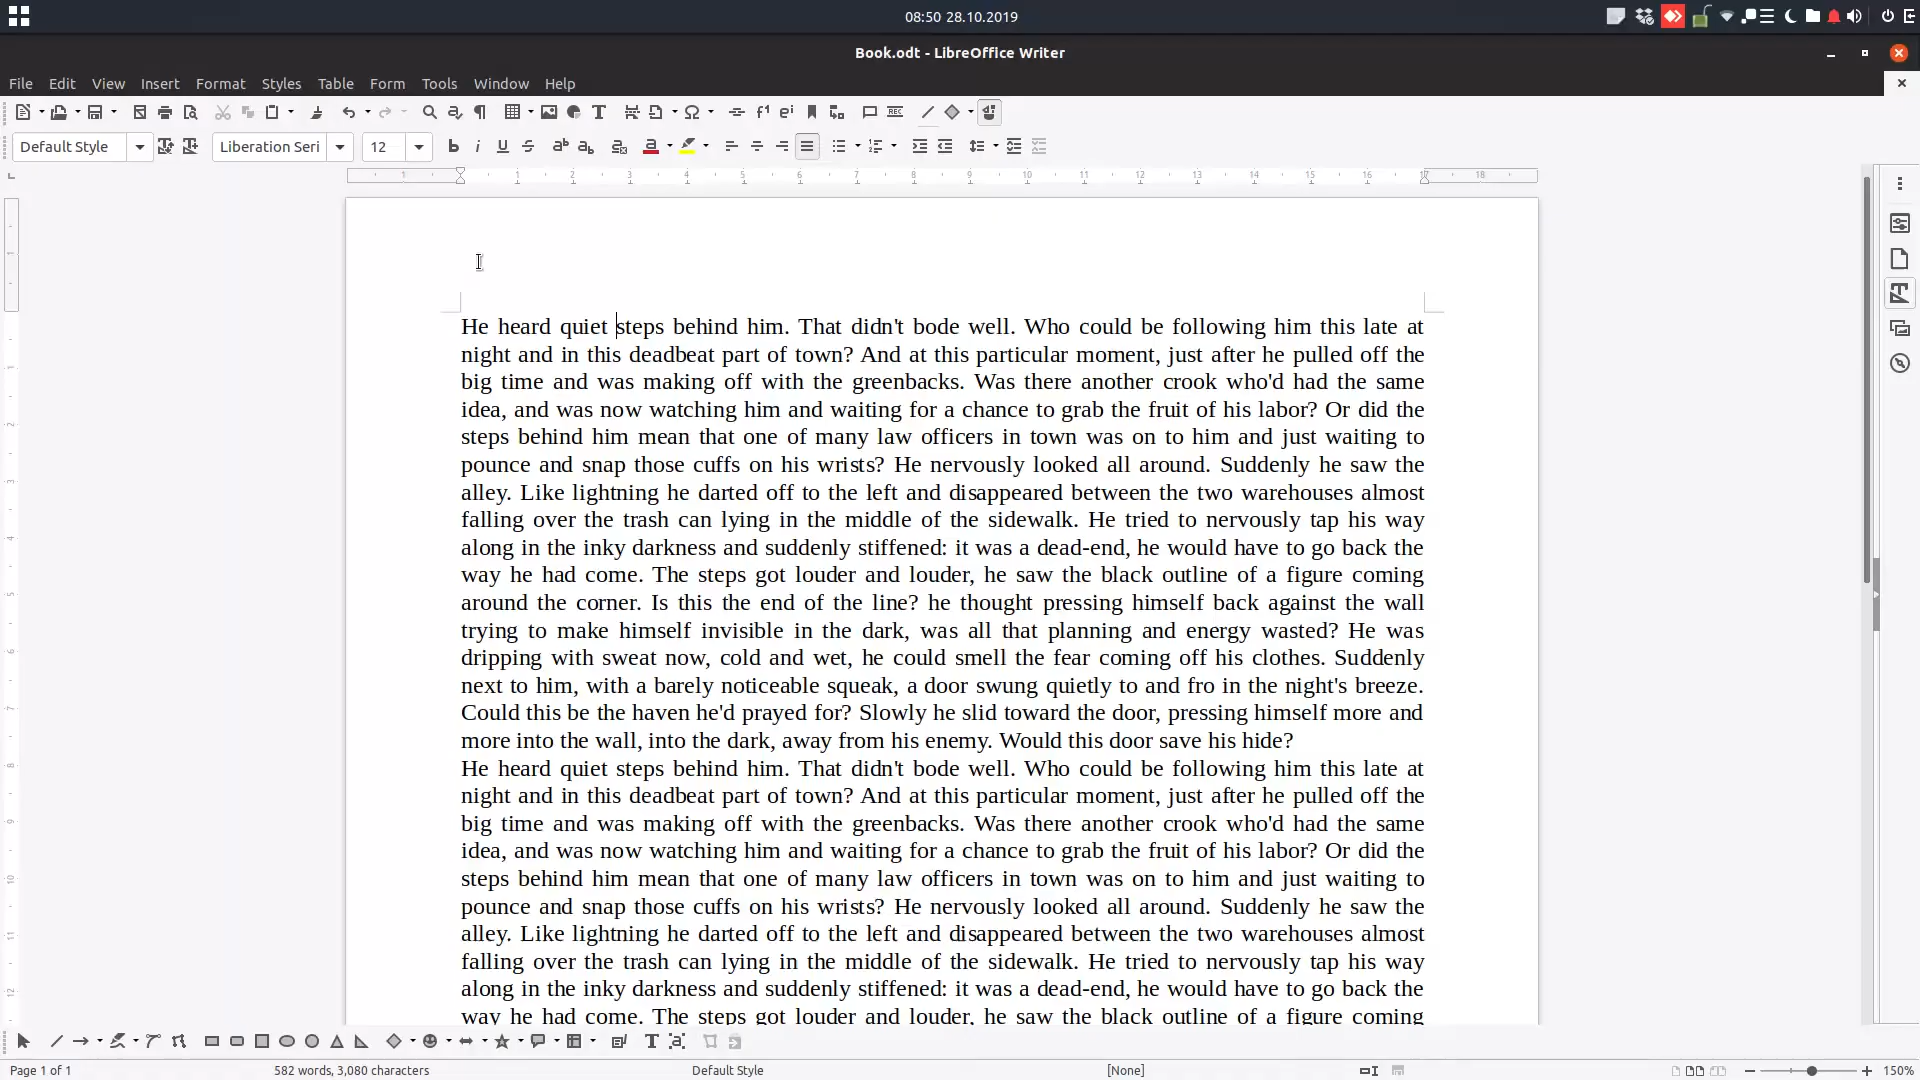 08:50 28.10.2019
Book.odt - LibreOffice Writer
File Edit View Insert Format Styles Table Form Tools Window Help
Default Style Liberation Seri 12
1 1 2 3 4 5 6 7 8 9 10 11 12 13 14 15 16 17 18
He heard quiet steps behind him. That didn't bode well. Who could be following him this late at
night and in this deadbeat part of town? And at this particular moment, just after he pulled off the
big time and was making off with the greenbacks. Was there another crook who'd had the same
idea, and was now watching him and waiting for a chance to grab the fruit of his labor? Or did the
steps behind him mean that one of many law officers in town was on to him and just waiting to
pounce and snap those cuffs on his wrists? He nervously looked all around. Suddenly he saw the
alley. Like lightning he darted off to the left and disappeared between the two warehouses almost
falling over the trash can lying in the middle of the sidewalk. He tried to nervously tap his way
along in the inky darkness and suddenly stiffened: it was a dead-end, he would have to go back the
way he had come. The steps got louder and louder, he saw the black outline of a figure coming
around the corner. Is this the end of the line? he thought pressing himself back against the wall
trying to make himself invisible in the dark, was all that planning and energy wasted? He was
dripping with sweat now, cold and wet, he could smell the fear coming off his clothes. Suddenly
next to him, with a barely noticeable squeak, a door swung quietly to and fro in the night's breeze.
Could this be the haven he'd prayed for? Slowly he slid toward the door, pressing himself more and
more into the wall, into the dark, away from his enemy. Would this door save his hide?
He heard quiet steps behind him. That didn't bode well. Who could be following him this late at
night and in this deadbeat part of town? And at this particular moment, just after he pulled off the
big time and was making off with the greenbacks. Was there another crook who'd had the same
idea, and was now watching him and waiting for a chance to grab the fruit of his labor? Or did the
steps behind him mean that one of many law officers in town was on to him and just waiting to
pounce and snap those cuffs on his wrists? He nervously looked all around. Suddenly he saw the
alley. Like lightning he darted off to the left and disappeared between the two warehouses almost
falling over the trash can lying in the middle of the sidewalk. He tried to nervously tap his way
along in the inky darkness and suddenly stiffened: it was a dead-end, he would have to go back the
way he had come. The steps got louder and louder, he saw the black outline of a figure coming
Page 1 of 1 582 words, 3,080 characters Default Style [None] 150%